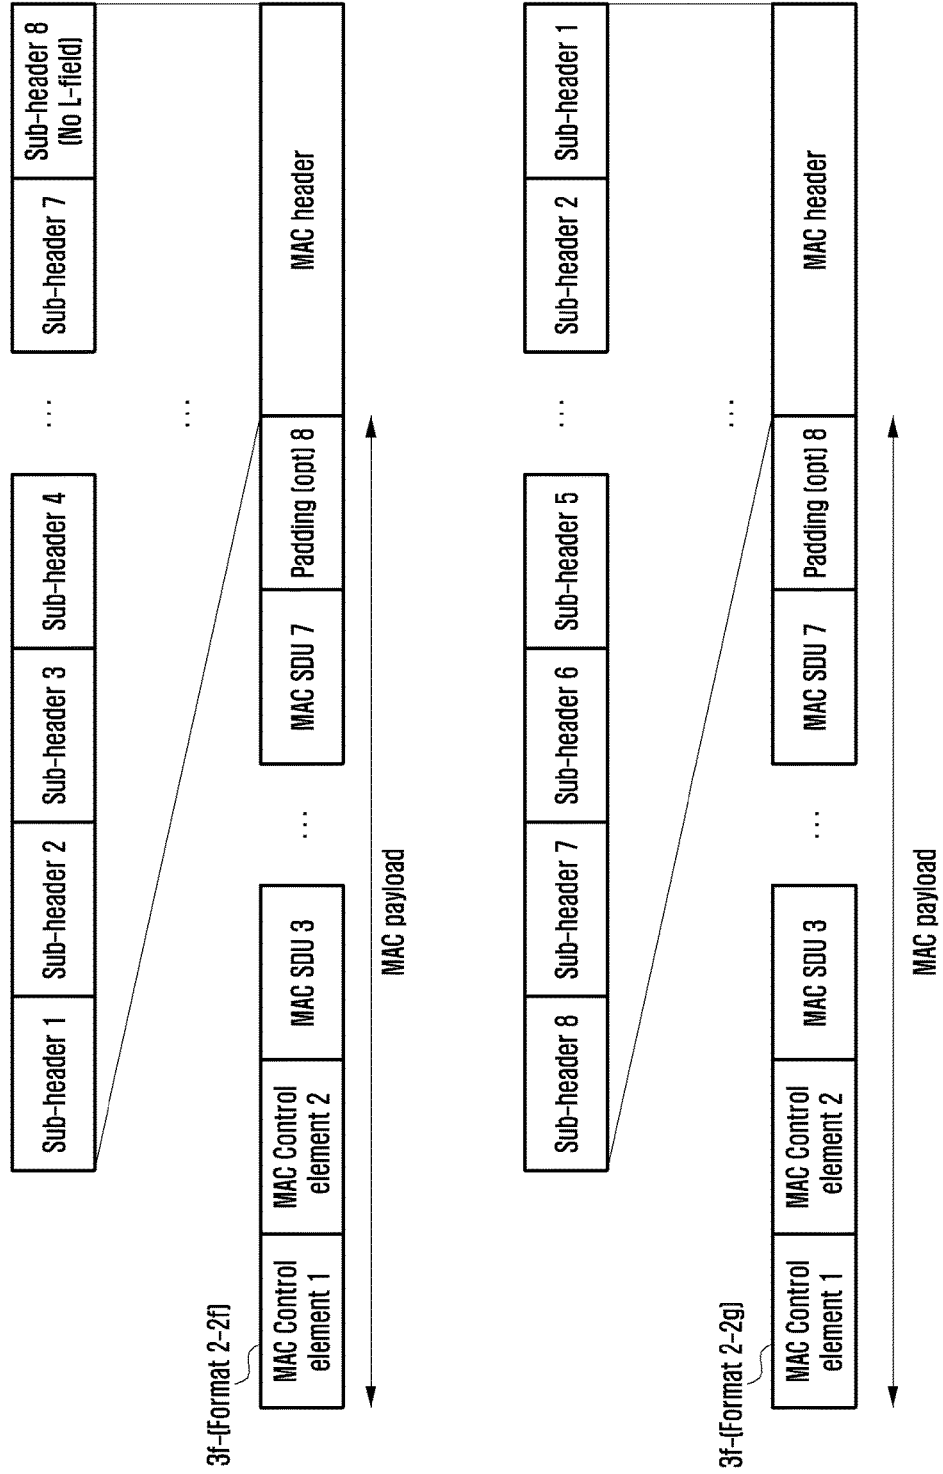 Sub-header 1
Sub-header 2
Sub-header 3
Sub-header 4
...
Sub-header 7
Sub-header 8
(No L-field)
...
3f-(Format 2-2f)
MAC Control
element 1
MAC Control
element 2
MAC SDU 3
...
MAC SDU 7
Padding (opt) 8
MAC header
MAC payload
Sub-header 8
Sub-header 7
Sub-header 6
Sub-header 5
...
Sub-header 2
Sub-header 1
...
3f-(Format 2-2g)
MAC Control
element 1
MAC Control
element 2
MAC SDU 3
...
MAC SDU 7
Padding (opt) 8
MAC header
MAC payload